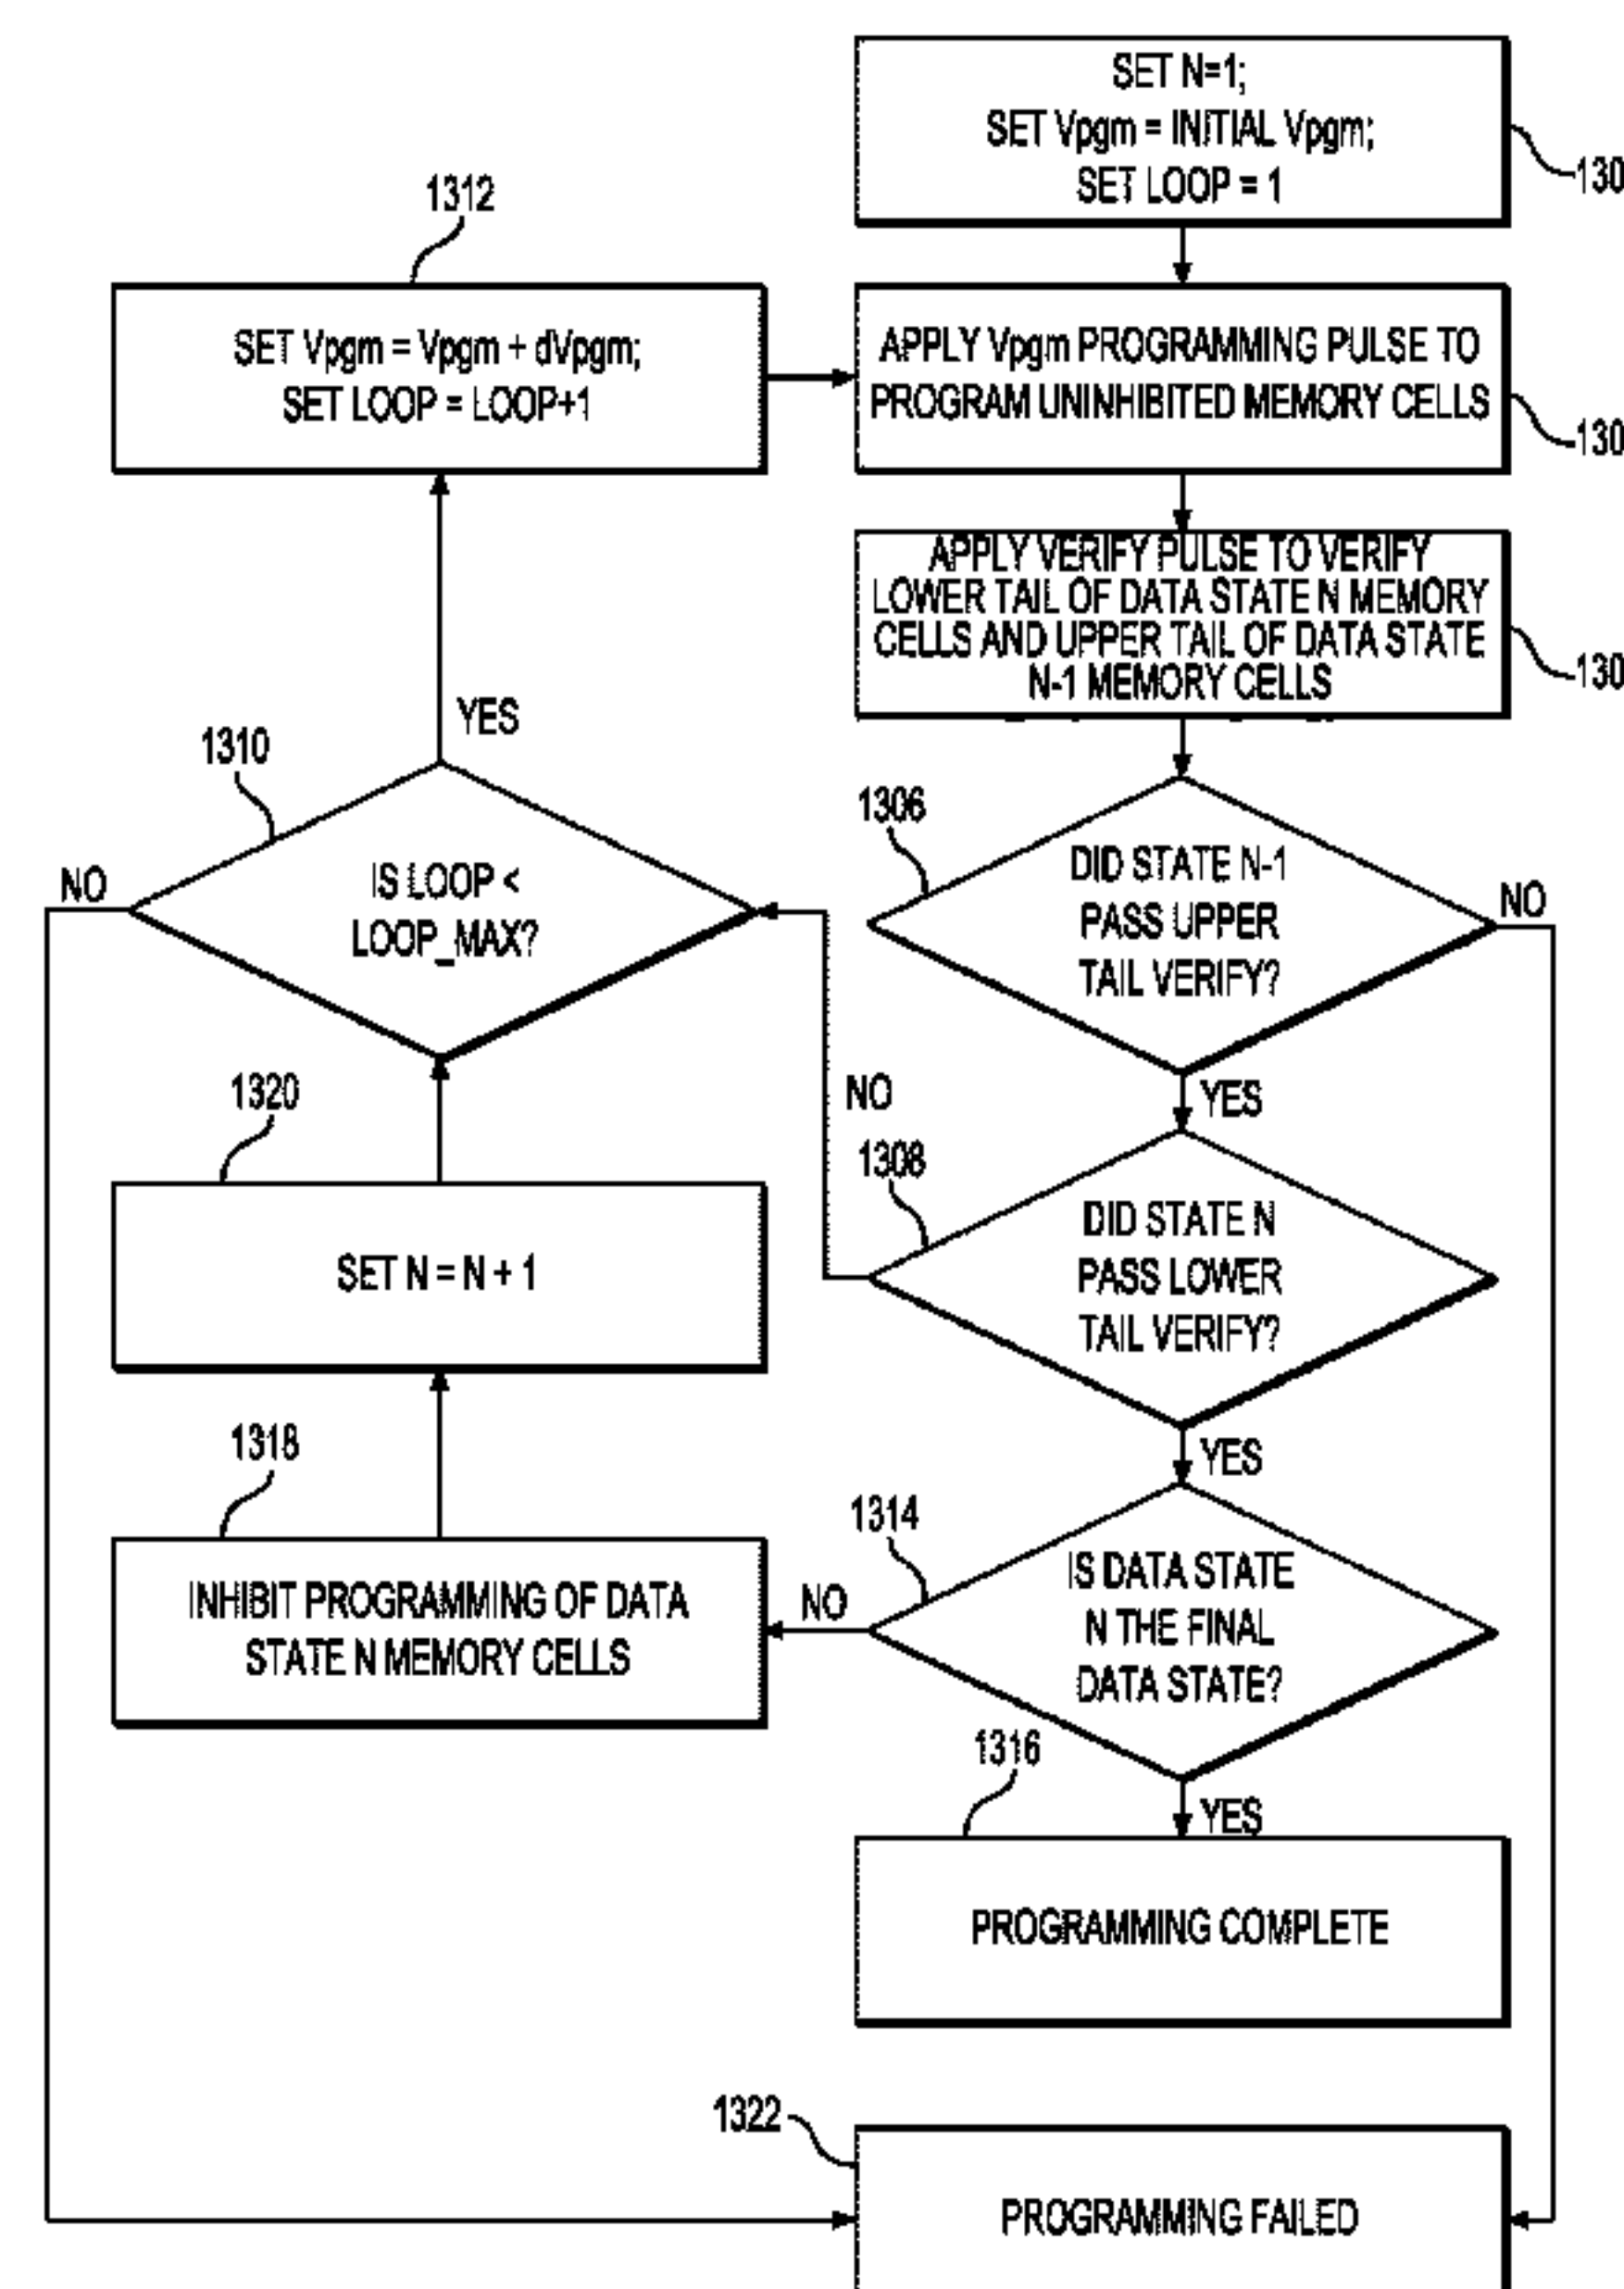 SET N=1;
SET Vpgm = INITIAL Vpgm;
SET LOOP = 1
130
1312
SET Vpgm = Vpgm + dVpgm;
SET LOOP = LOOP+1
APPLY Vpgm PROGRAMMING PULSE TO
PROGRAM UNINHIBITED MEMORY CELLS
130
APPLY VERIFY PULSE TO VERIFY
LOWER TAIL OF DATA STATE N MEMORY
CELLS AND UPPER TAIL OF DATA STATE
N-1 MEMORY CELLS
130
YES
1310
NO
IS LOOP <
LOOP_MAX?
1306
DID STATE N-1
PASS UPPER
TAIL VERIFY?
NO
YES
NO
1320
SET N = N + 1
1308
DID STATE N
PASS LOWER
TAIL VERIFY?
YES
1318
INHIBIT PROGRAMMING OF DATA
STATE N MEMORY CELLS
NO
1314
IS DATA STATE
N THE FINAL
DATA STATE?
YES
1316
PROGRAMMING COMPLETE
1322
PROGRAMMING FAILED